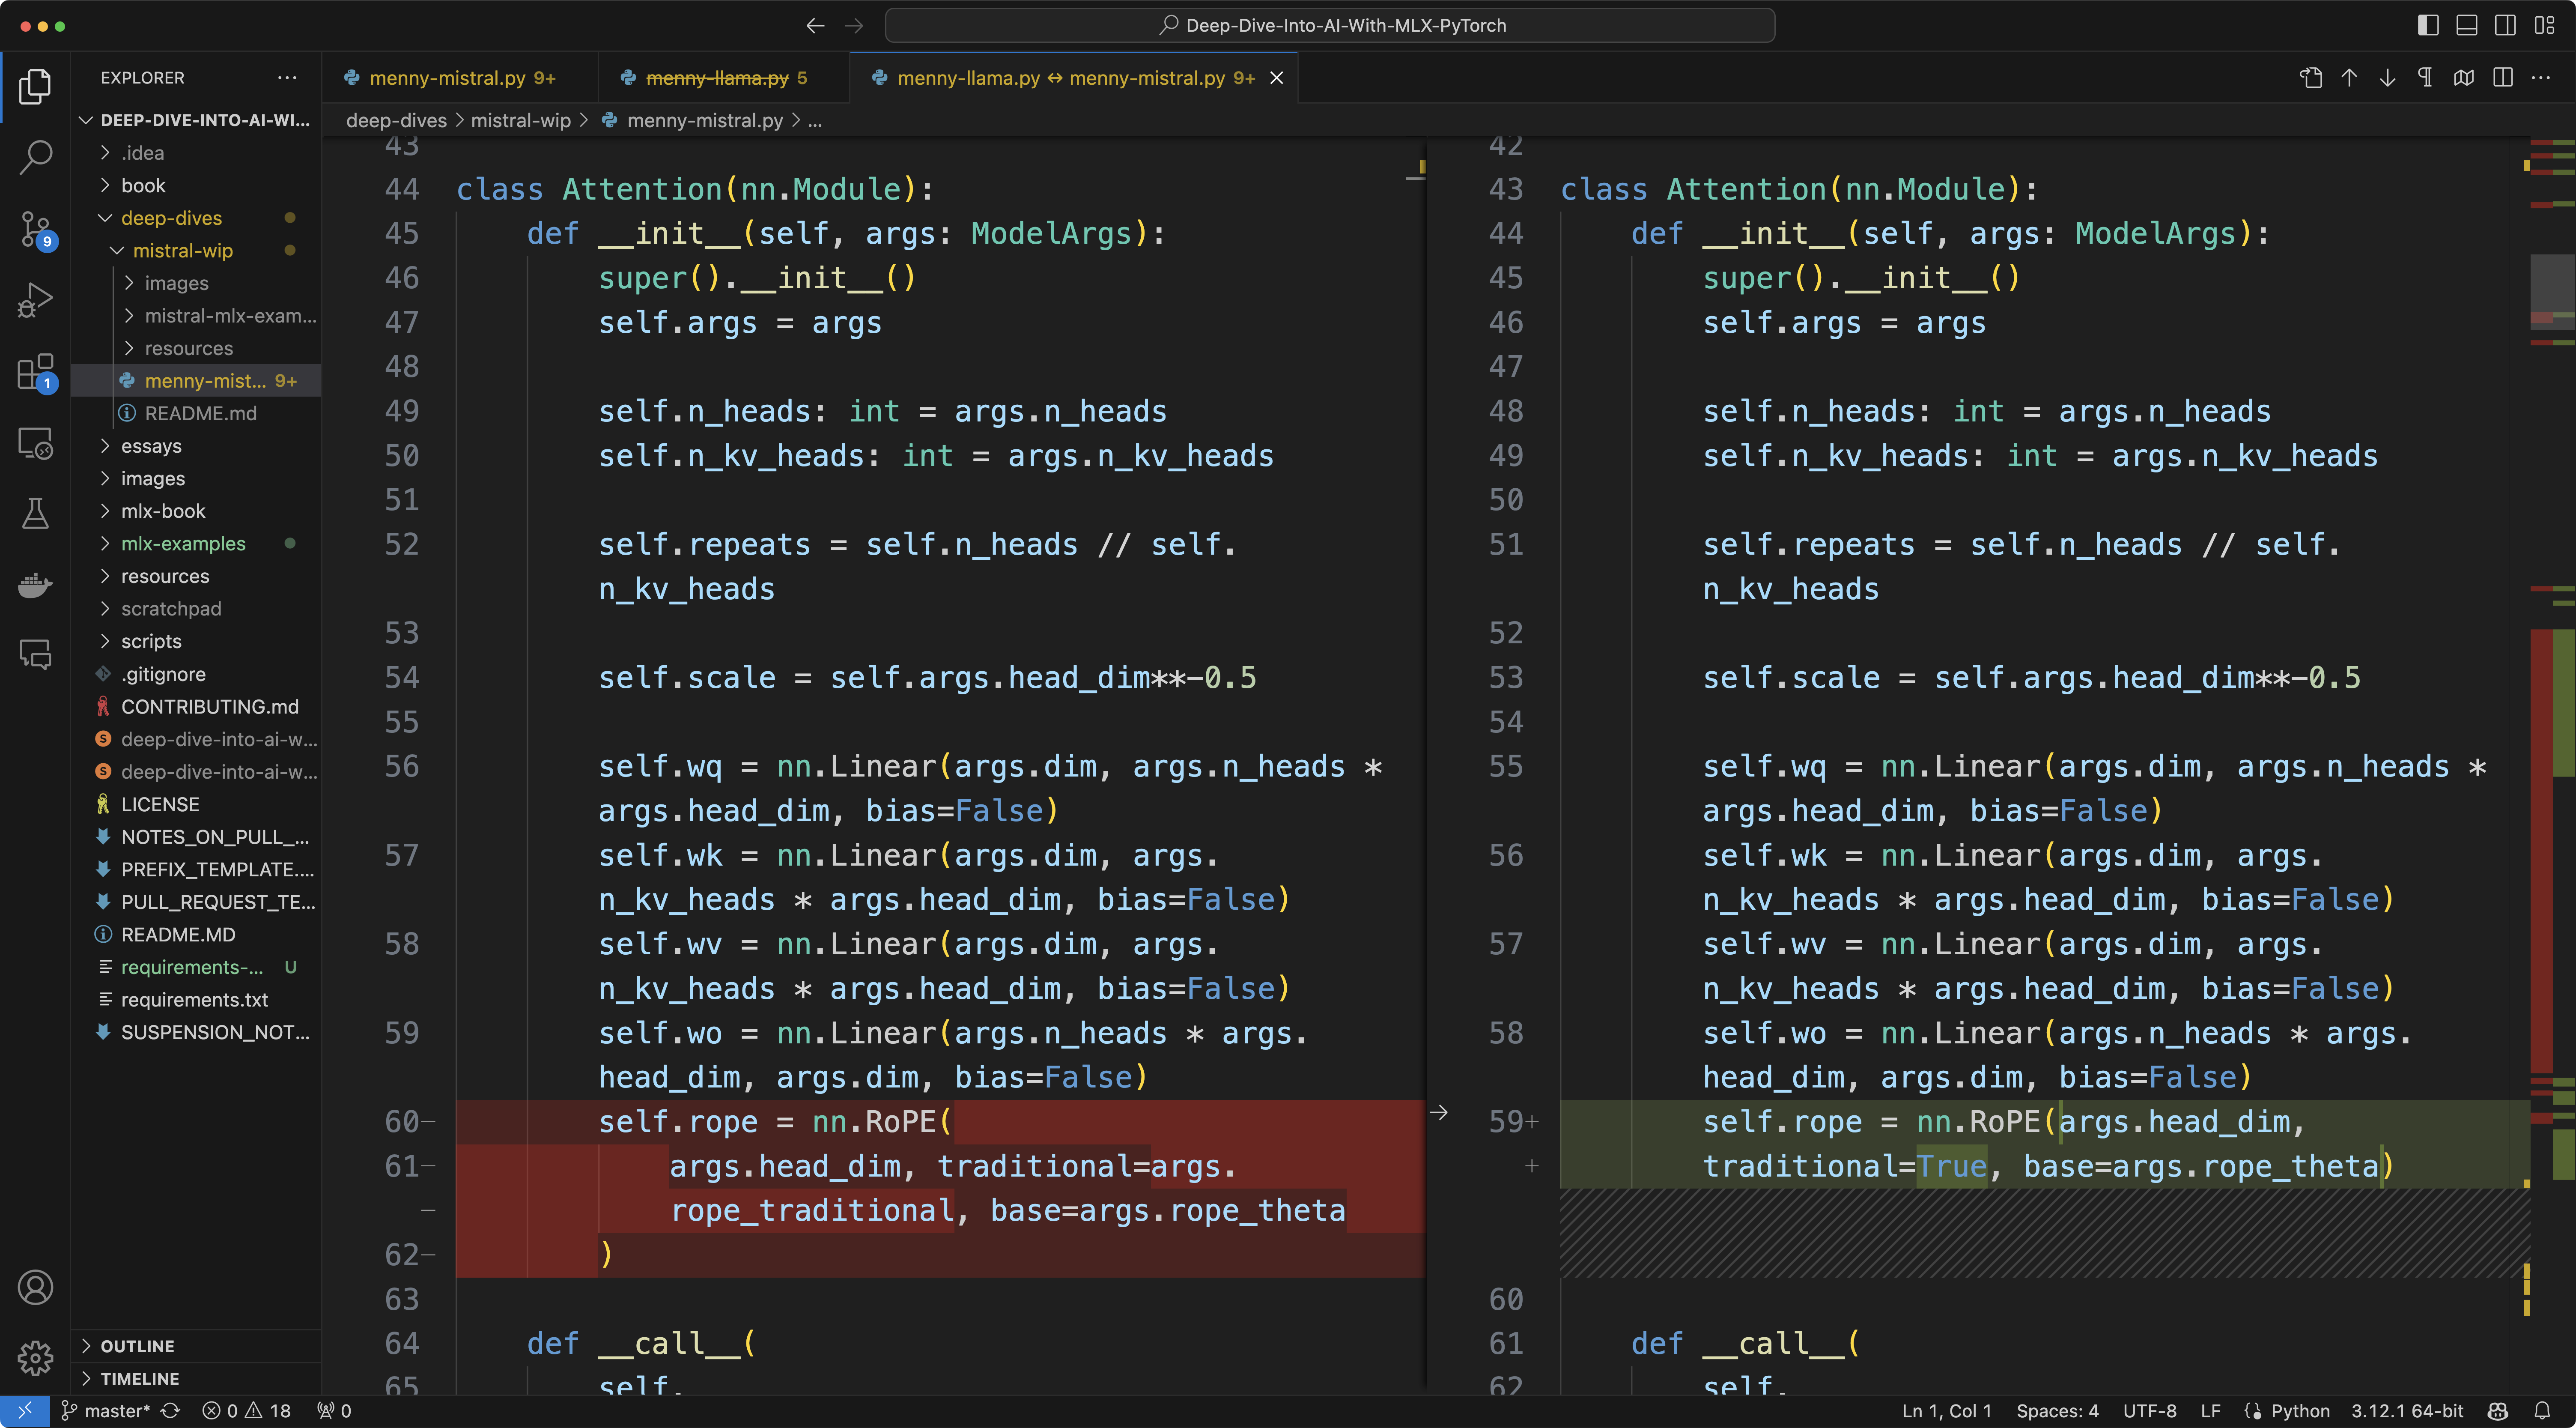 Deep-Dive-Into-AI-With-MLX-PyTorch
EXPLORER
DEEP-DIVE-INTO-AI-WI...
.idea
book
deep-dives
mistral-wip
images
mistral-mlx-exam...
resources
menny-mist... 9+
README.md
essays
images
mlx-book
mlx-examples
resources
scratchpad
scripts
.gitignore
CONTRIBUTING.md
deep-dive-into-ai-w...
deep-dive-into-ai-w...
LICENSE
NOTES_ON_PULL_...
PREFIX_TEMPLATE....
PULL_REQUEST_TE...
README.MD
requirements-... U
requirements.txt
SUSPENSION_NOT...
OUTLINE
TIMELINE
9
1
menny-mistral.py 9+
menny-llama.py 5
menny-llama.py ↔ menny-mistral.py 9+
deep-dives > mistral-wip > menny-mistral.py > ...
43
44 class Attention(nn.Module):
45 def __init__(self, args: ModelArgs):
46 super().__init__()
47 self.args = args
48
49 self.n_heads: int = args.n_heads
50 self.n_kv_heads: int = args.n_kv_heads
51
52 self.repeats = self.n_heads // self.
n_kv_heads
53
54 self.scale = self.args.head_dim**-0.5
55
56 self.wq = nn.Linear(args.dim, args.n_heads *
args.head_dim, bias=False)
57 self.wk = nn.Linear(args.dim, args.
n_kv_heads * args.head_dim, bias=False)
58 self.wv = nn.Linear(args.dim, args.
n_kv_heads * args.head_dim, bias=False)
59 self.wo = nn.Linear(args.n_heads * args.
head_dim, args.dim, bias=False)
60− self.rope = nn.RoPE(
61− args.head_dim, traditional=args.
− rope_traditional, base=args.rope_theta
62− )
63
64 def __call__(
65 self,
42
43 class Attention(nn.Module):
44 def __init__(self, args: ModelArgs):
45 super().__init__()
46 self.args = args
47
48 self.n_heads: int = args.n_heads
49 self.n_kv_heads: int = args.n_kv_heads
50
51 self.repeats = self.n_heads // self.
n_kv_heads
52
53 self.scale = self.args.head_dim**-0.5
54
55 self.wq = nn.Linear(args.dim, args.n_heads *
args.head_dim, bias=False)
56 self.wk = nn.Linear(args.dim, args.
n_kv_heads * args.head_dim, bias=False)
57 self.wv = nn.Linear(args.dim, args.
n_kv_heads * args.head_dim, bias=False)
58 self.wo = nn.Linear(args.n_heads * args.
head_dim, args.dim, bias=False)
59+ self.rope = nn.RoPE(args.head_dim,
+ traditional=True, base=args.rope_theta)
60
61 def __call__(
62 self,
master* 0 18 0
Ln 1, Col 1 Spaces: 4 UTF-8 LF Python 3.12.1 64-bit